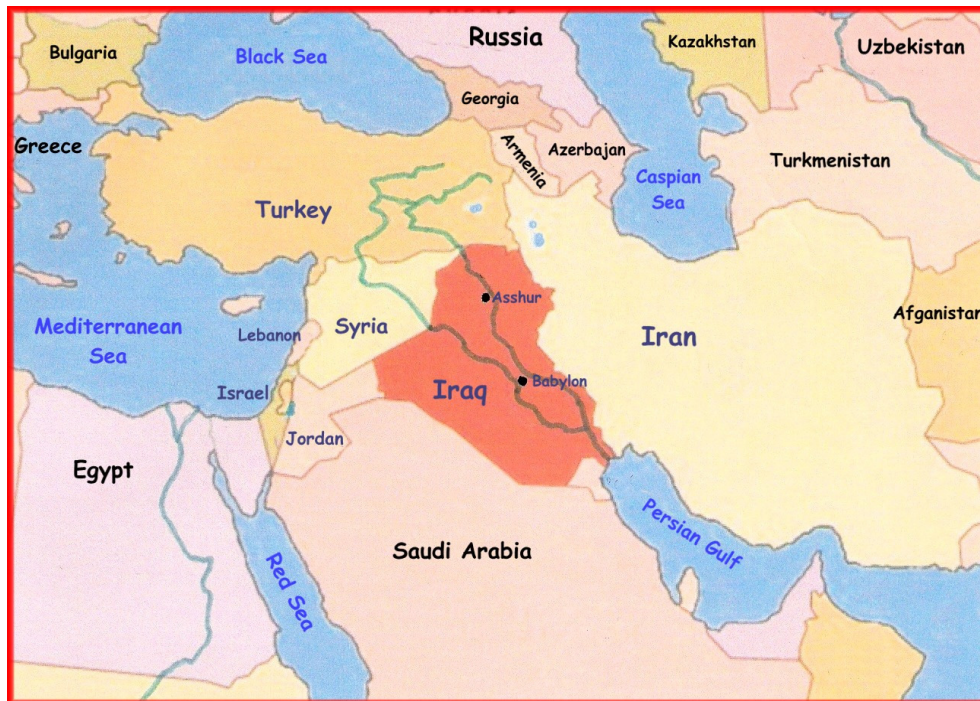 Russia
Kazakhstan
Uzbekistan
Bulgaria
Black Sea
Georgia
Greece
Armenia
Azerbajan
Turkmenistan
Caspian
Sea
Turkey
Asshur
Afganistan
Mediterranean
Sea
Lebanon
Syria
Iran
Babylon
Iraq
Israel
Jordan
Egypt
Persian Gulf
Saudi Arabia
Red Sea